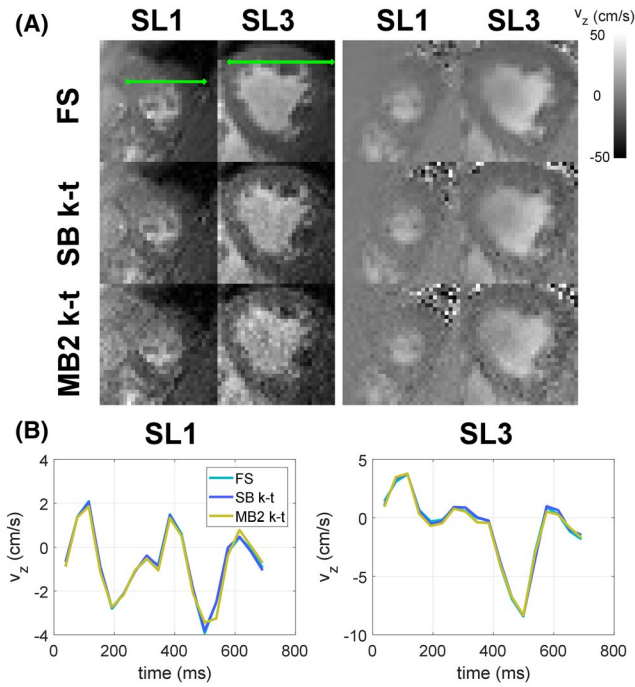 (A) SL1 SL3 SL1 SL3 v_z (cm/s)
50
0
-50
FS
SB k-t
MB2 k-t
(B) SL1 SL3
4
2
0
-2
-4
v_z (cm/s)
FS
SB k-t
MB2 k-t
0 200 400 600 800
time (ms)
5
0
-5
-10
v_z (cm/s)
0 200 400 600 800
time (ms)